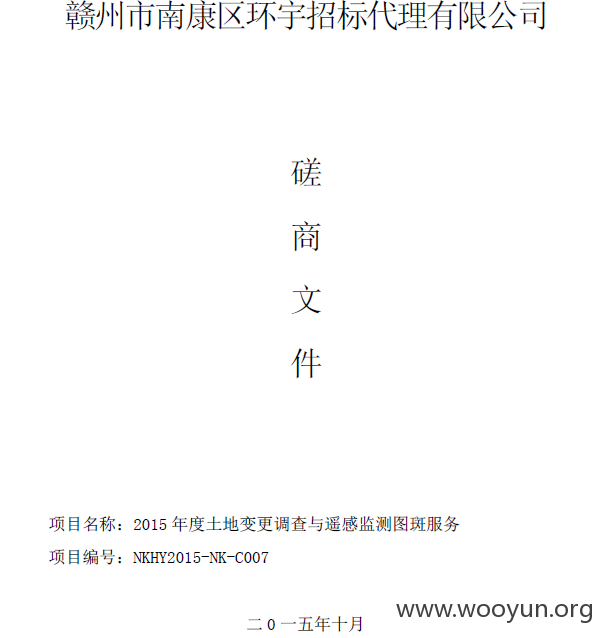 赣州市南康区环宇招标代理有限公司
磋
商
文
件
项目名称：2015 年度土地变更调查与遥感监测图斑服务
项目编号：NKHY2015-NK-C007
二 0 一五年十月
www.wooyun.org